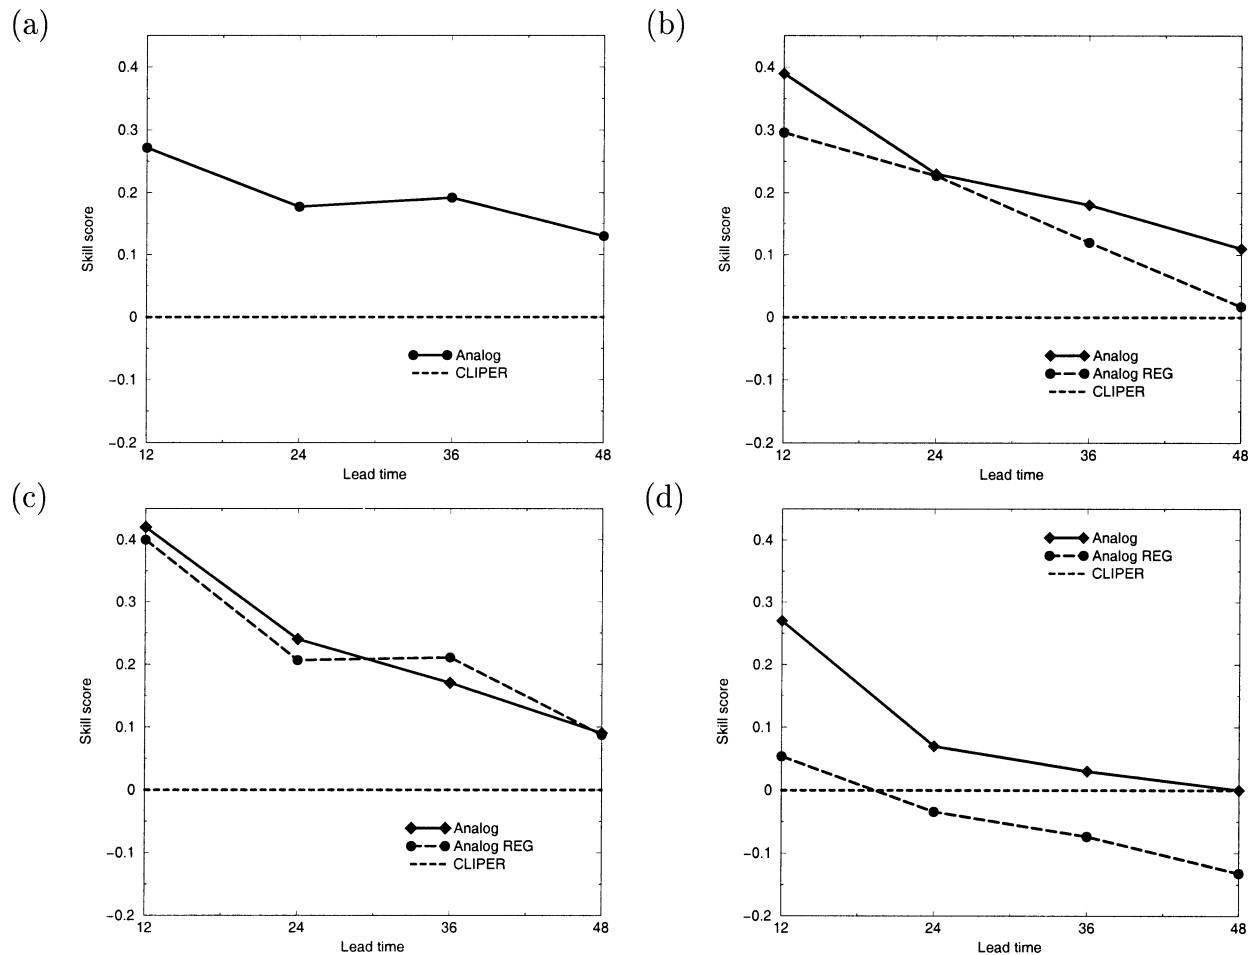 (a)
0.4
0.3
0.2
0.1
0
−0.1
−0.2
Skill score
12 24 36 48
Lead time
Analog
CLIPER
(b)
0.4
0.3
0.2
0.1
0
−0.1
−0.2
Skill score
12 24 36 48
Lead time
Analog
Analog REG
CLIPER
(c)
0.4
0.3
0.2
0.1
0
−0.1
−0.2
Skill score
12 24 36 48
Lead time
Analog
Analog REG
CLIPER
(d)
0.4
0.3
0.2
0.1
0
−0.1
−0.2
Skill score
12 24 36 48
Lead time
Analog
Analog REG
CLIPER